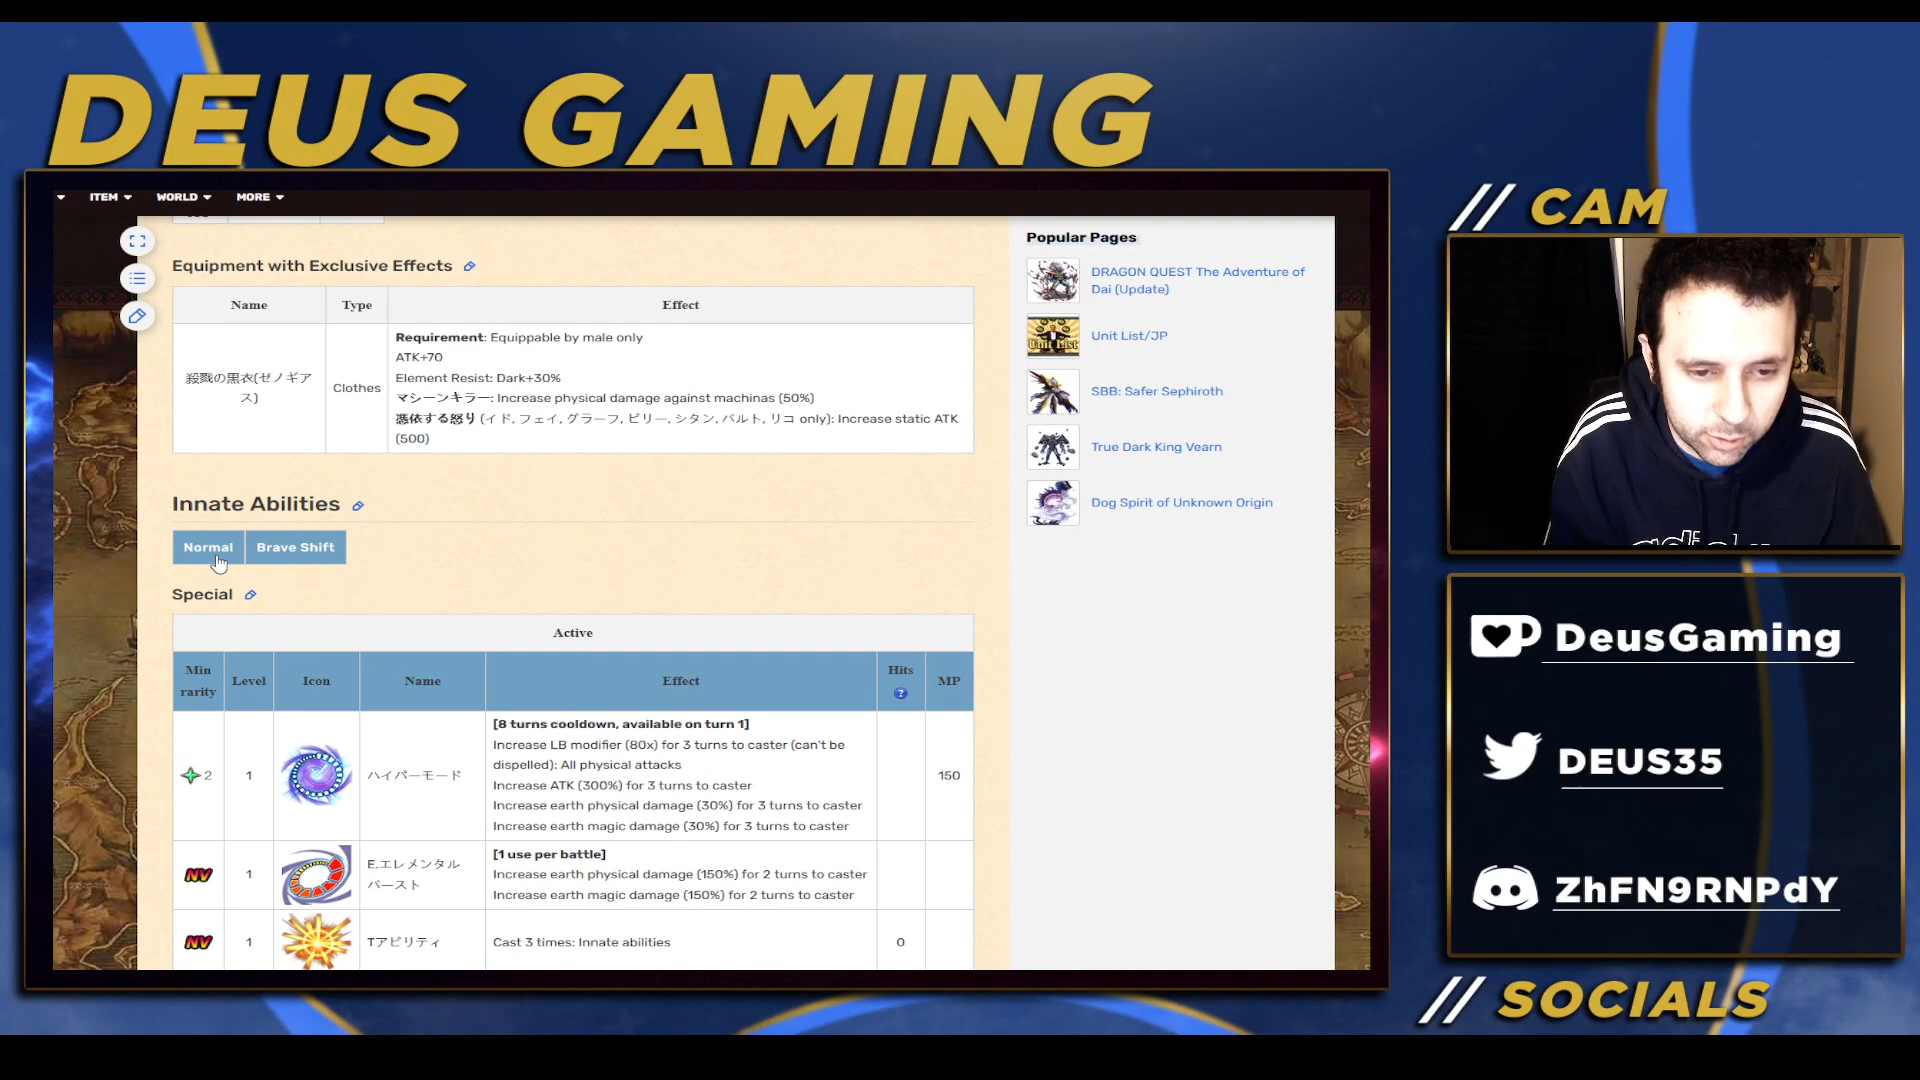 DEUS GAMING
ITEM
WORLD
MORE
Equipment with Exclusive Effects
Name
Type
Effect
殺戮の黒衣(ゼノギアス)
Clothes
Requirement: Equippable by male only
ATK+70
Element Resist: Dark+30%
マシーンキラー: Increase physical damage against machinas (50%)
憑依する怒り (イド, フェイ, グラーフ, ビリー, シタン, バルト, リコ only): Increase static ATK
(500)
Innate Abilities
Normal
Brave Shift
Special
Active
Min
rarity
Level
Icon
Name
Effect
Hits
?
MP
2
1
ハイパーモード
[8 turns cooldown, available on turn 1]
Increase LB modifier (80x) for 3 turns to caster (can't be
dispelled): All physical attacks
Increase ATK (300%) for 3 turns to caster
Increase earth physical damage (30%) for 3 turns to caster
Increase earth magic damage (30%) for 3 turns to caster
150
NV
1
E.エレメンタル
バースト
[1 use per battle]
Increase earth physical damage (150%) for 2 turns to caster
Increase earth magic damage (150%) for 2 turns to caster
NV
1
Tアビリティ
Cast 3 times: Innate abilities
0
Popular Pages
DRAGON QUEST The Adventure of
Dai (Update)
Unit List
Unit List/JP
SBB: Safer Sephiroth
True Dark King Vearn
Dog Spirit of Unknown Origin
// CAM
DeusGaming
DEUS35
ZhFN9RNPdY
// SOCIALS